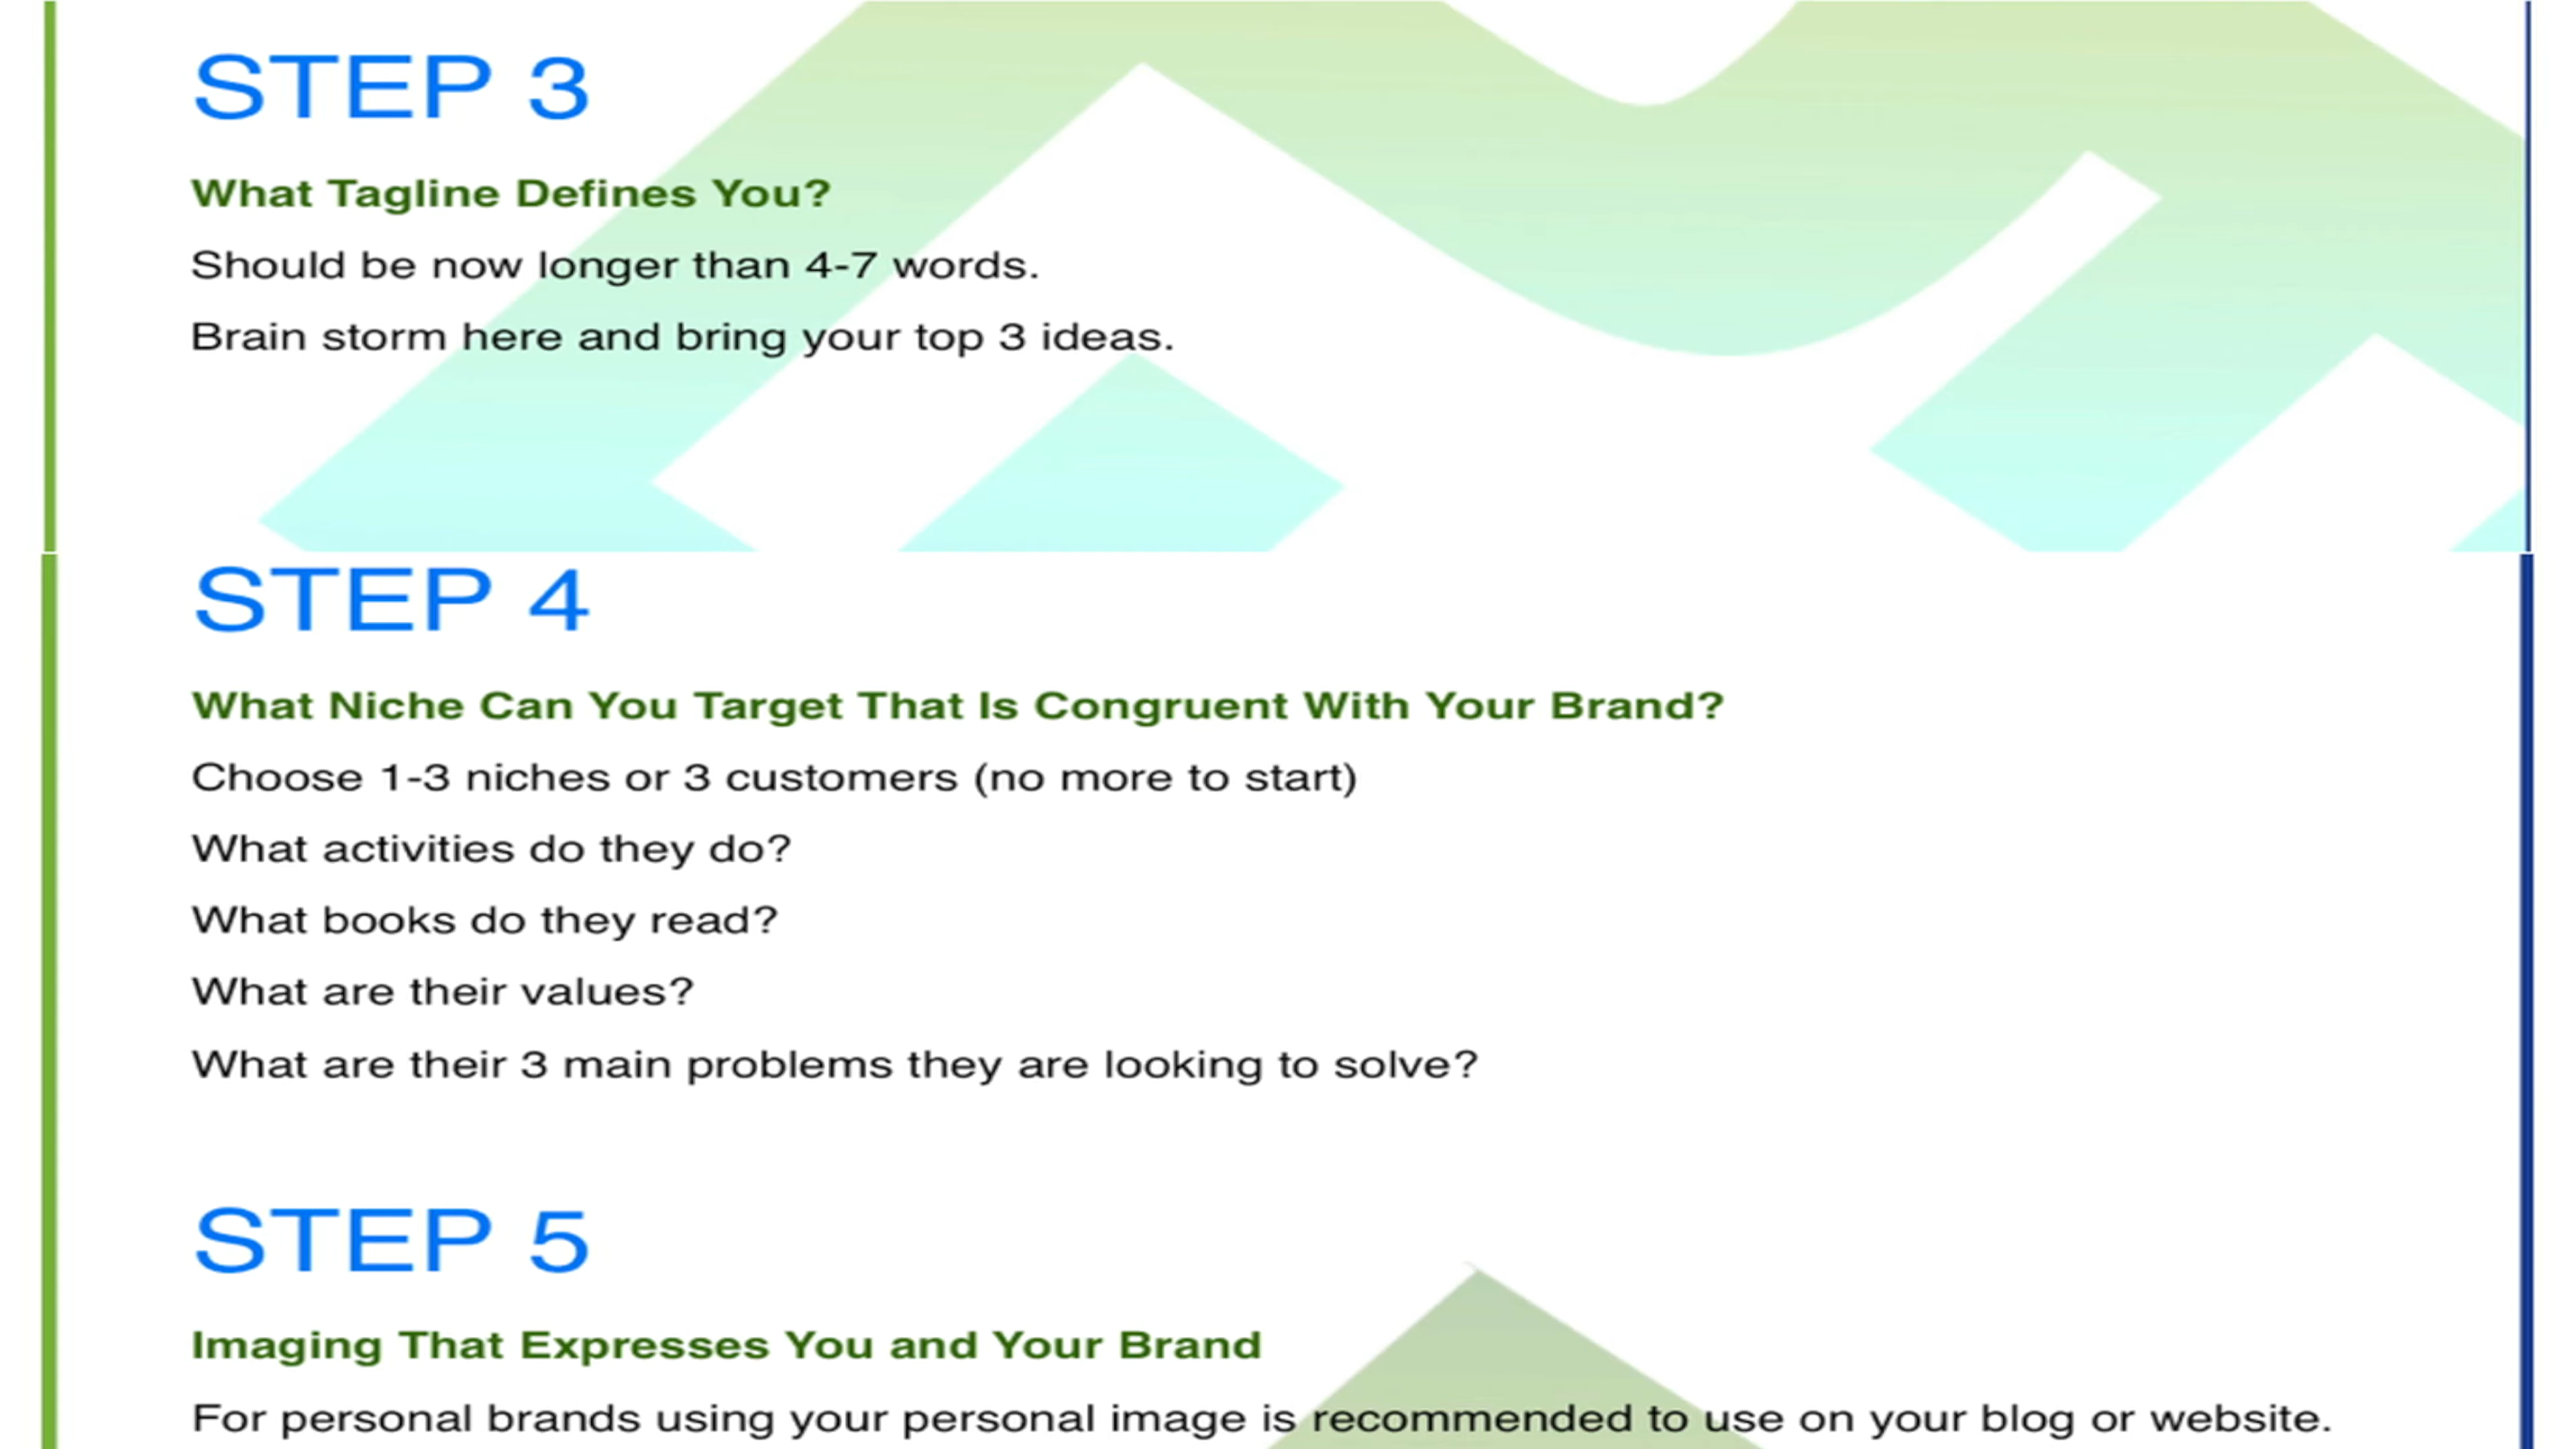 STEP 3
What Tagline Defines You?
Should be now longer than 4-7 words.
Brain storm here and bring your top 3 ideas.
STEP 4
What Niche Can You Target That Is Congruent With Your Brand?
Choose 1-3 niches or 3 customers (no more to start)
What activities do they do?
What books do they read?
What are their values?
What are their 3 main problems they are looking to solve?
STEP 5
Imaging That Expresses You and Your Brand
For personal brands using your personal image is recommended to use on your blog or website.